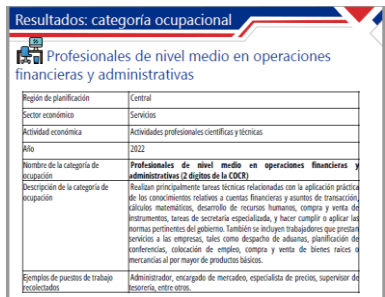 Resultados: categoría ocupacional
Profesionales de nivel medio en operaciones
financieras y administrativas
Región de planificación Central
Sector económico Servicios
Actividad económica Actividades profesionales científicas y técnicas
Año 2022
Nombre de la categoría de ocupación Profesionales de nivel medio en operaciones financieras y
administrativas (2 dígitos de la COCR)
Descripción de la categoría de ocupación Realizan principalmente tareas técnicas relacionadas con la aplicación práctica
de los conocimientos relativos a cuentas financieras y asuntos de transacción,
cálculos matemáticos, desarrollo de recursos humanos, compra y venta de
instrumentos, tareas de secretaría especializada, y hacer cumplir o aplicar las
normas pertinentes del gobierno. También se incluyen trabajadores que prestan
servicios a las empresas, tales como despacho de aduanas, planificación de
conferencias, colocación de empleo, compra y venta de bienes raíces o
mercancías al por mayor de productos básicos.
Ejemplos de puestos de trabajo recolectados Administrador, encargado de mercadeo, especialista de precios, supervisor de
tesorería, entre otros.